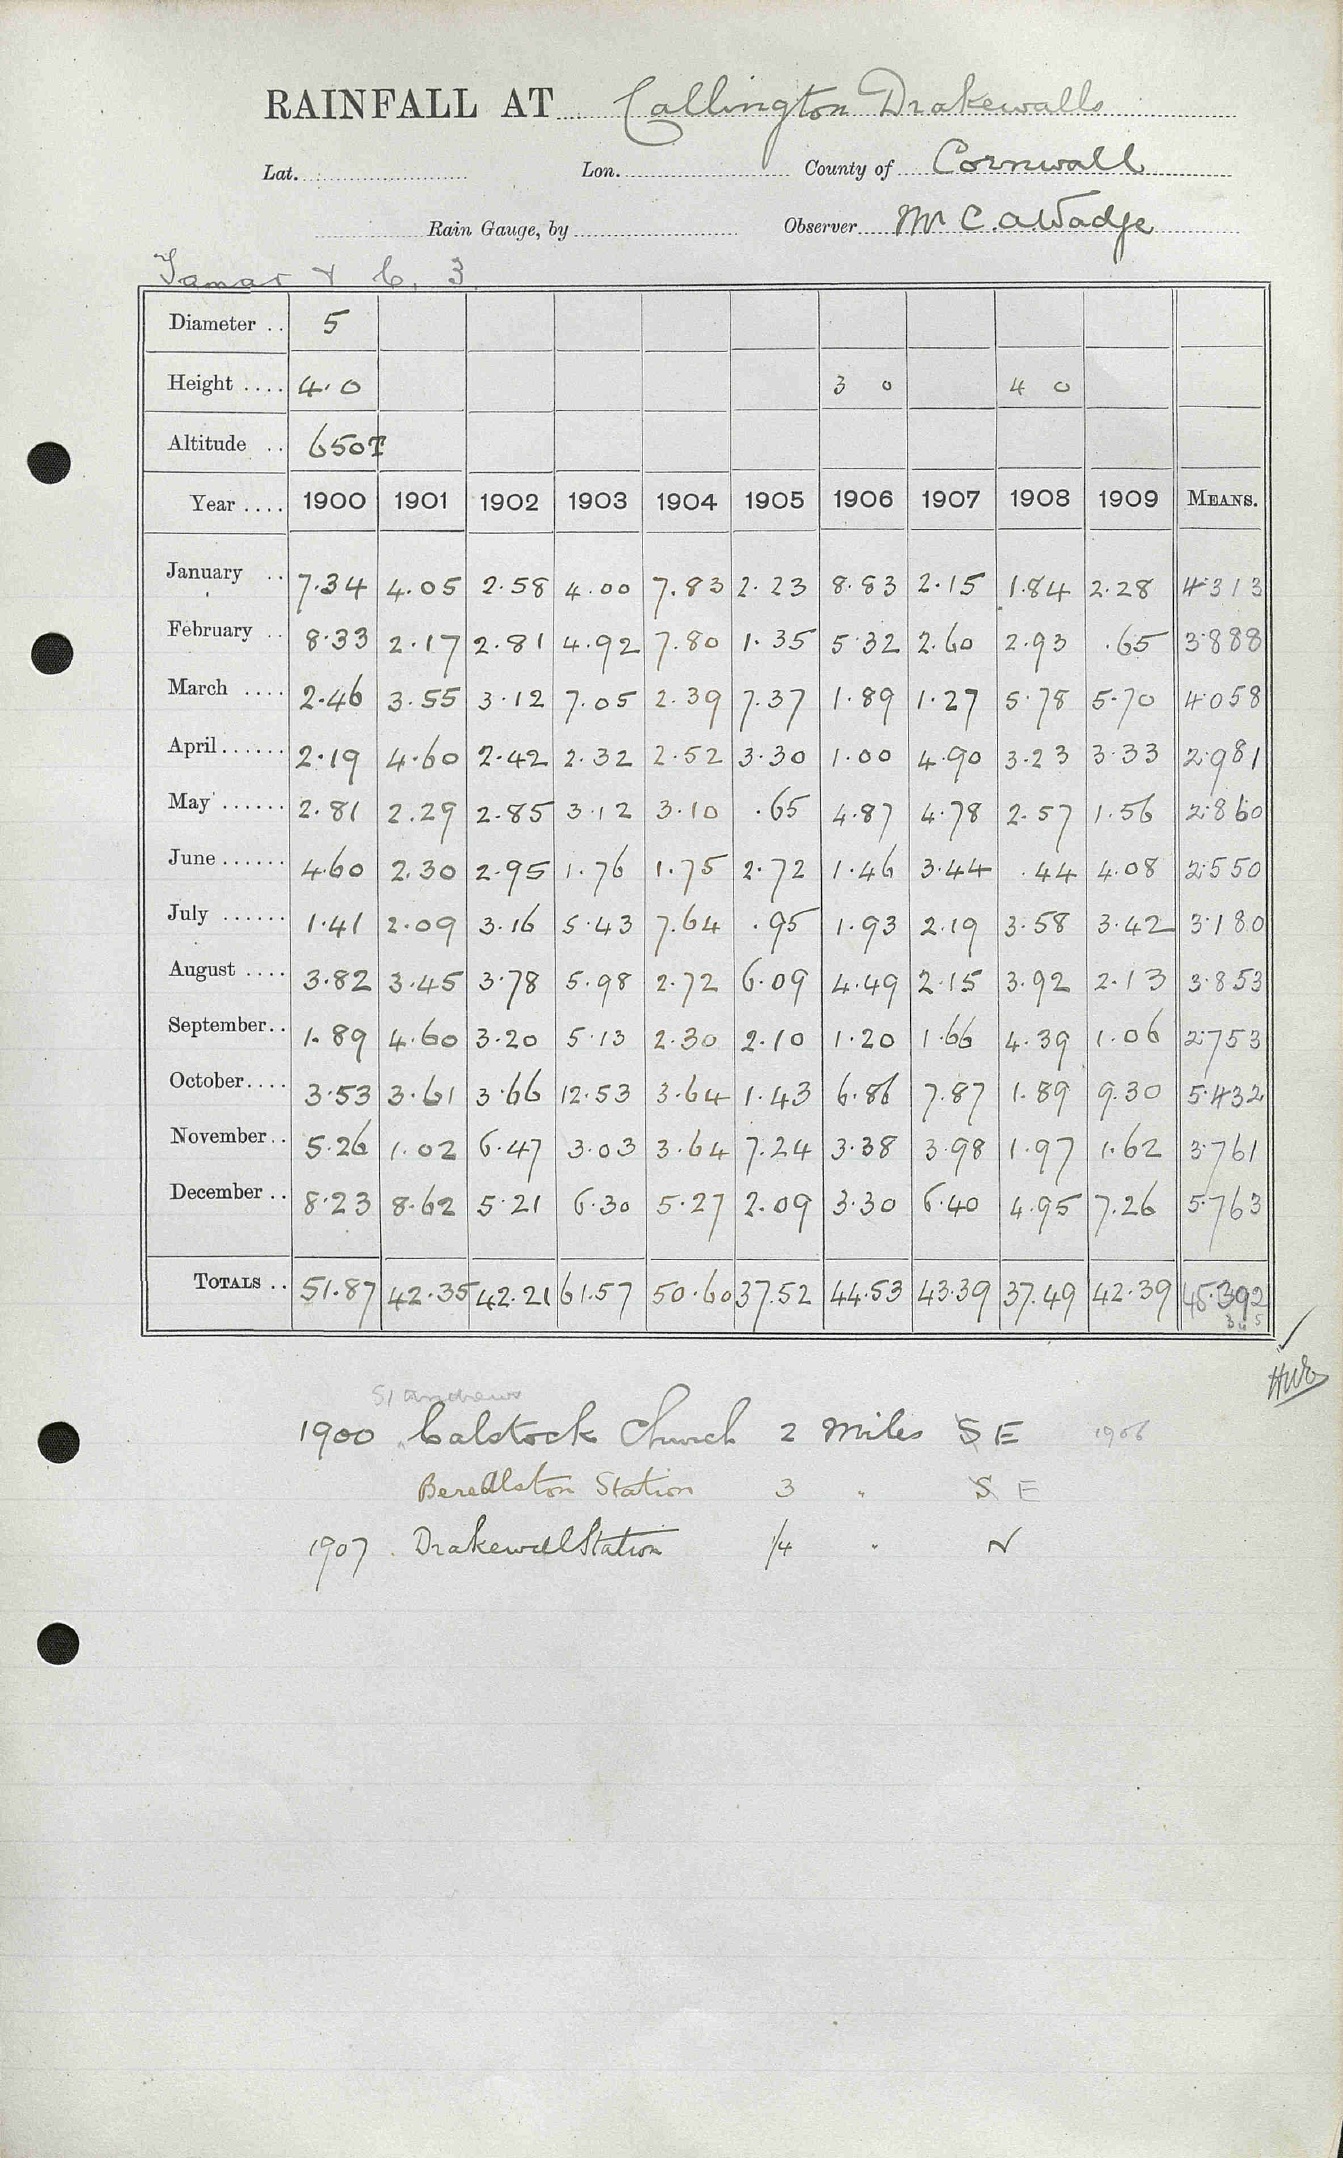 RAINFALL AT Callington Drakewalls
Lat. Lon. County of Cornwall
Rain Gauge, by Observer Mr C. A Wadge
Tamar & C. 3.
Diameter .. 5
Height .... 4.0 3 0 4 0
Altitude .. 650T
Year .... 1900 1901 1902 1903 1904 1905 1906 1907 1908 1909 MEANS.
January .. 7.34 4.05 2.58 4.00 7.83 2.23 8.83 2.15 1.84 2.28 4.313
February .. 8.33 2.17 2.81 4.92 7.80 1.35 5.32 2.60 2.93 .65 3.888
March .... 2.46 3.55 3.12 7.05 2.39 7.37 1.89 1.27 5.78 5.70 4.058
April ...... 2.19 4.60 2.42 2.32 2.52 3.30 1.00 4.90 3.23 3.33 2.981
May ...... 2.81 2.29 2.85 3.12 3.10 .65 4.87 4.78 2.57 1.56 2.860
June ...... 4.60 2.30 2.95 1.76 1.75 2.72 1.46 3.44 .44 4.08 2.550
July ...... 1.41 2.09 3.16 5.43 7.64 .95 1.93 2.19 3.58 3.42 3.180
August .... 3.82 3.45 3.78 5.98 2.72 6.09 4.49 2.15 3.92 2.13 3.853
September .. 1.89 4.60 3.20 5.13 2.30 2.10 1.20 1.66 4.39 1.06 2.753
October .... 3.53 3.61 3.66 12.53 3.64 1.43 6.86 7.87 1.89 9.30 5.432
November .. 5.26 1.02 6.47 3.03 3.64 7.24 3.38 3.98 1.97 1.62 3.761
December .. 8.23 8.62 5.21 6.30 5.27 2.09 3.30 6.40 4.95 7.26 5.763
TOTALS .. 51.87 42.35 42.21 61.57 50.60 37.52 44.53 43.39 37.49 42.39 45.392
St Andrews
1900 Calstock Church 2 Miles S E 1906
BereAlston Station 3 " S E
1907. Drakewall Station 1/4 " N